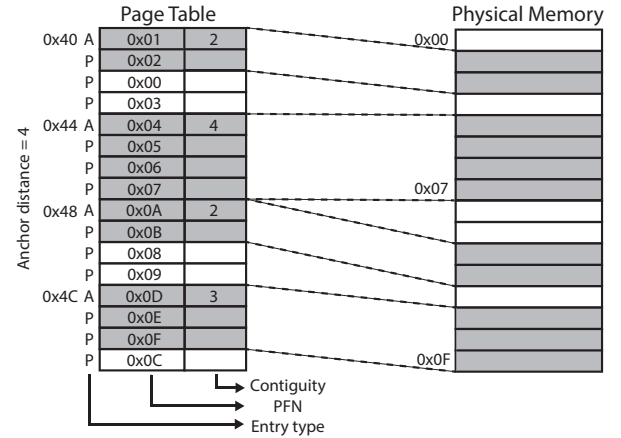 Page Table
Physical Memory
0x40 A 0x01 2
P 0x02
P 0x00
P 0x03
0x44 A 0x04 4
P 0x05
P 0x06
P 0x07
0x48 A 0x0A 2
P 0x0B
P 0x08
P 0x09
0x4C A 0x0D 3
P 0x0E
P 0x0F
P 0x0C
Anchor distance = 4
0x00
0x07
0x0F
Contiguity
PFN
Entry type